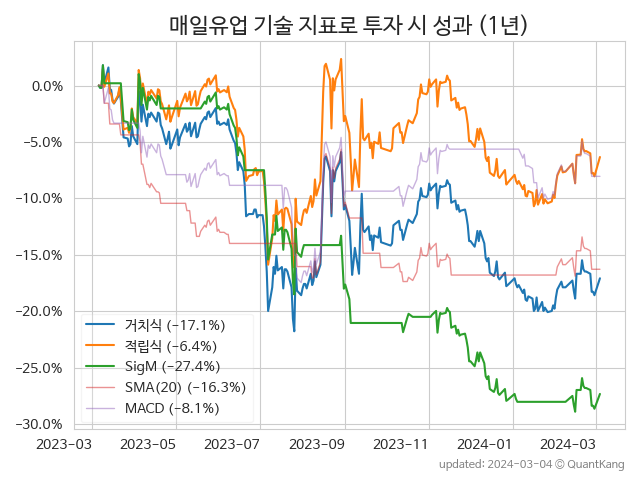 매일유업 기술 지표로 투자 시 성과 (1년)
0.0%
−5.0%
−10.0%
−15.0%
−20.0%
−25.0%
−30.0%
거치식 (−17.1%)
적립식 (−6.4%)
SigM (−27.4%)
SMA(20) (−16.3%)
MACD (−8.1%)
2023-03 2023-05 2023-07 2023-09 2023-11 2024-01 2024-03
updated: 2024-03-04 ⓒ QuantKang